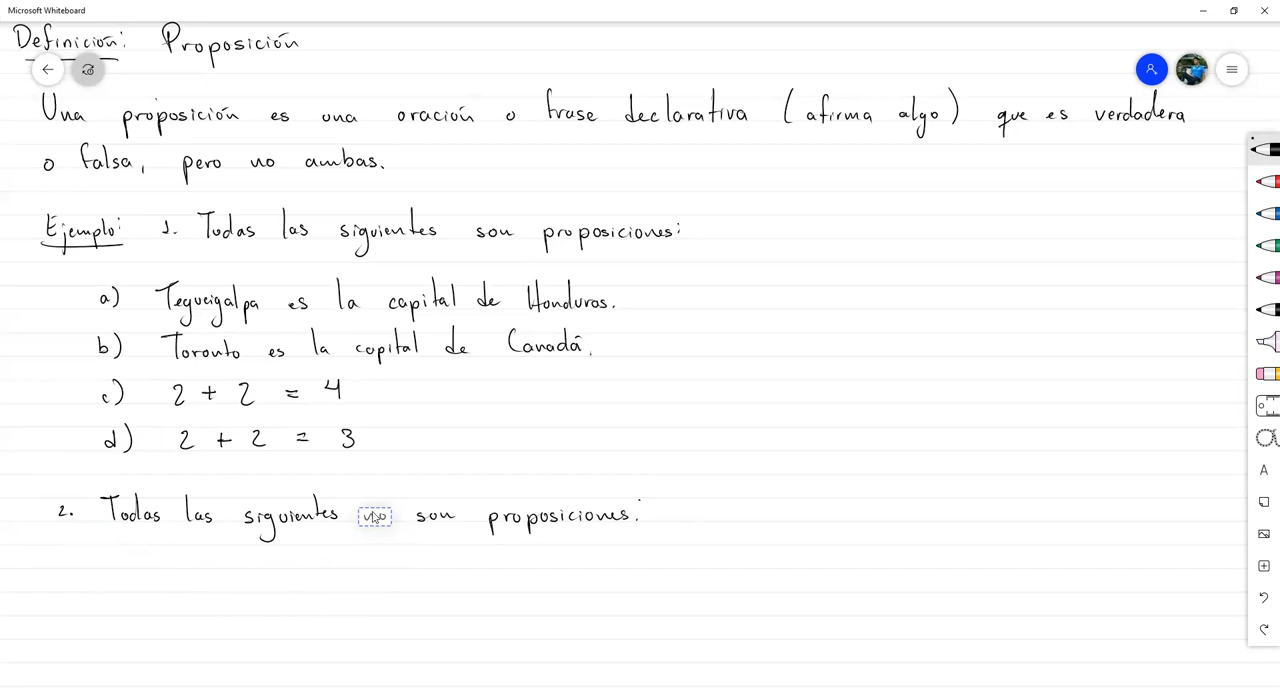 Microsoft Whiteboard
Definición: Proposición
Una proposición es una oración o frase declarativa (afirma algo) que es verdadera
o falsa, pero no ambas.
Ejemplo: 1. Todas las siguientes son proposiciones:
a) Tegucigalpa es la capital de Honduras.
b) Toronto es la capital de Canadá.
c) 2 + 2 = 4
d) 2 + 2 = 3
2. Todas las siguientes no son proposiciones:
A